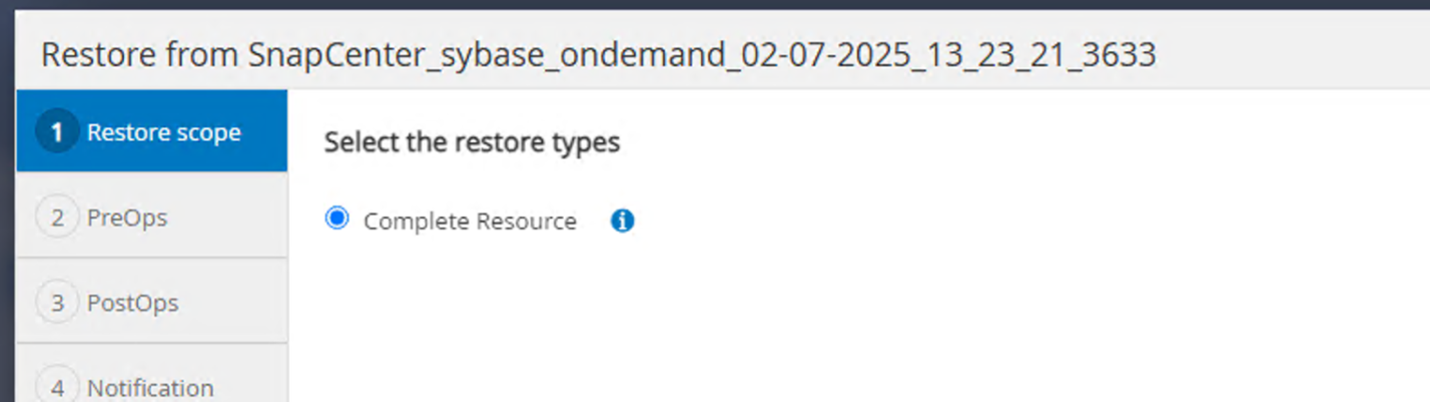 Restore from SnapCenter_sybase_ondemand_02-07-2025_13_23_21_3633
1 Restore scope
Select the restore types
2 PreOps
Complete Resource i
3 PostOps
4 Notification